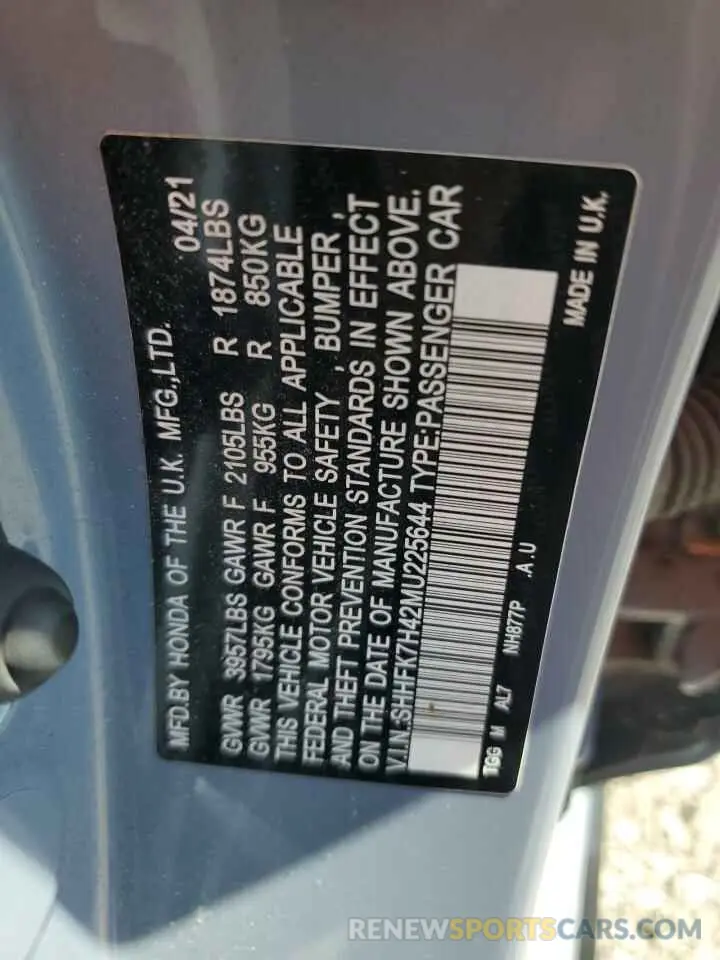 MFD.BY HONDA OF THE U.K. MFG.,LTD. 04/21
GVWR 3957LBS GAWR F 2105LBS R 1874LBS
GVWR 1795KG GAWR F 955KG R 850KG
THIS VEHICLE CONFORMS TO ALL APPLICABLE
FEDERAL MOTOR VEHICLE SAFETY , BUMPER ,
AND THEFT PREVENTION STANDARDS IN EFFECT
ON THE DATE OF MANUFACTURE SHOWN ABOVE.
V.I.N.:SHHFK7H42MU225644 TYPE:PASSENGER CAR
TGG M AL7 NH877P .A.U MADE IN U.K.
RENEWSPORTSCARS.COM